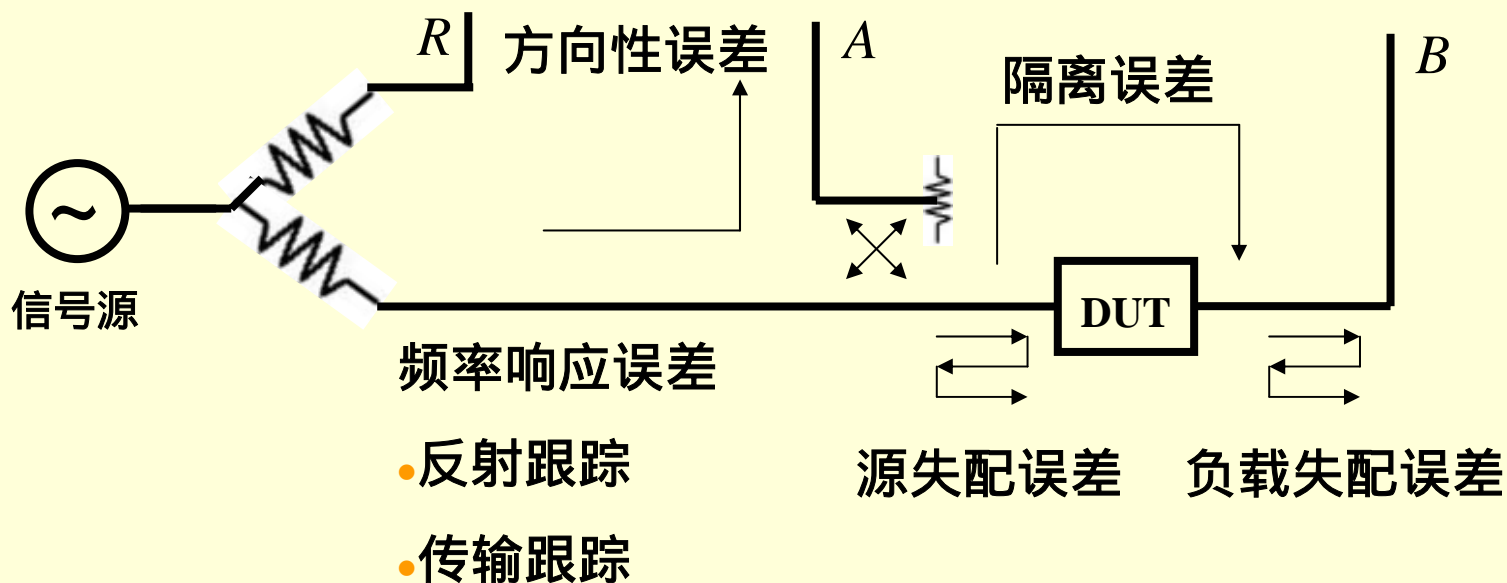 R
方向性误差
A
隔离误差
B
~
信号源
DUT
频率响应误差
•反射跟踪
•传输跟踪
源失配误差
负载失配误差